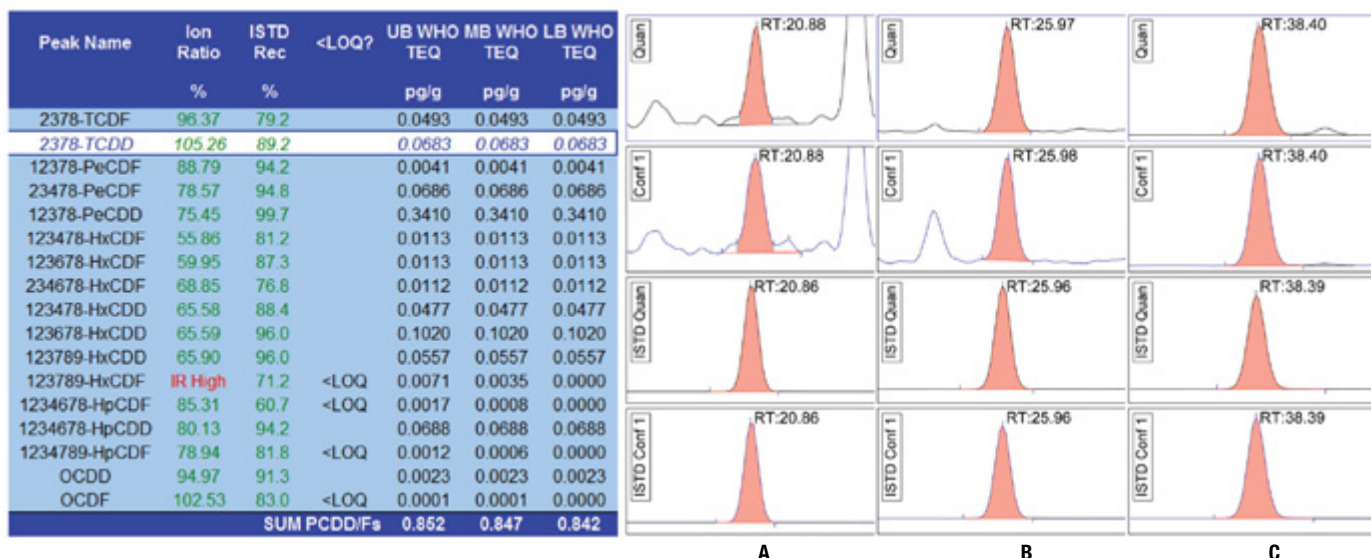 Peak Name Ion Ratio ISTD Rec <LOQ? UB WHO TEQ MB WHO TEQ LB WHO TEQ
% % pg/g pg/g pg/g
2378-TCDF 96.37 79.2 0.0493 0.0493 0.0493
2378-TCDD 105.26 89.2 0.0683 0.0683 0.0683
12378-PeCDF 88.79 94.2 0.0041 0.0041 0.0041
23478-PeCDF 78.57 94.8 0.0686 0.0686 0.0686
12378-PeCDD 75.45 99.7 0.3410 0.3410 0.3410
123478-HxCDF 55.86 81.2 0.0113 0.0113 0.0113
123678-HxCDF 59.95 87.3 0.0113 0.0113 0.0113
234678-HxCDF 68.85 76.8 0.0112 0.0112 0.0112
123478-HxCDD 65.58 88.4 0.0477 0.0477 0.0477
123678-HxCDD 65.59 96.0 0.1020 0.1020 0.1020
123789-HxCDD 65.90 96.0 0.0557 0.0557 0.0557
123789-HxCDF IR High 71.2 <LOQ 0.0071 0.0035 0.0000
1234678-HpCDF 85.31 60.7 <LOQ 0.0017 0.0008 0.0000
1234678-HpCDD 80.13 94.2 0.0688 0.0688 0.0688
1234789-HpCDF 78.94 81.8 <LOQ 0.0012 0.0006 0.0000
OCDD 94.97 91.3 0.0023 0.0023 0.0023
OCDF 102.53 83.0 <LOQ 0.0001 0.0001 0.0000
SUM PCDD/Fs 0.852 0.847 0.842
Quan RT:20.88 Quan RT:25.97 Quan RT:38.40
Conf 1 RT:20.88 Conf 1 RT:25.98 Conf 1 RT:38.40
ISTD Quan RT:20.86 ISTD Quan RT:25.96 ISTD Quan RT:38.39
ISTD Conf 1 RT:20.86 ISTD Conf 1 RT:25.96 ISTD Conf 1 RT:38.39
A B C